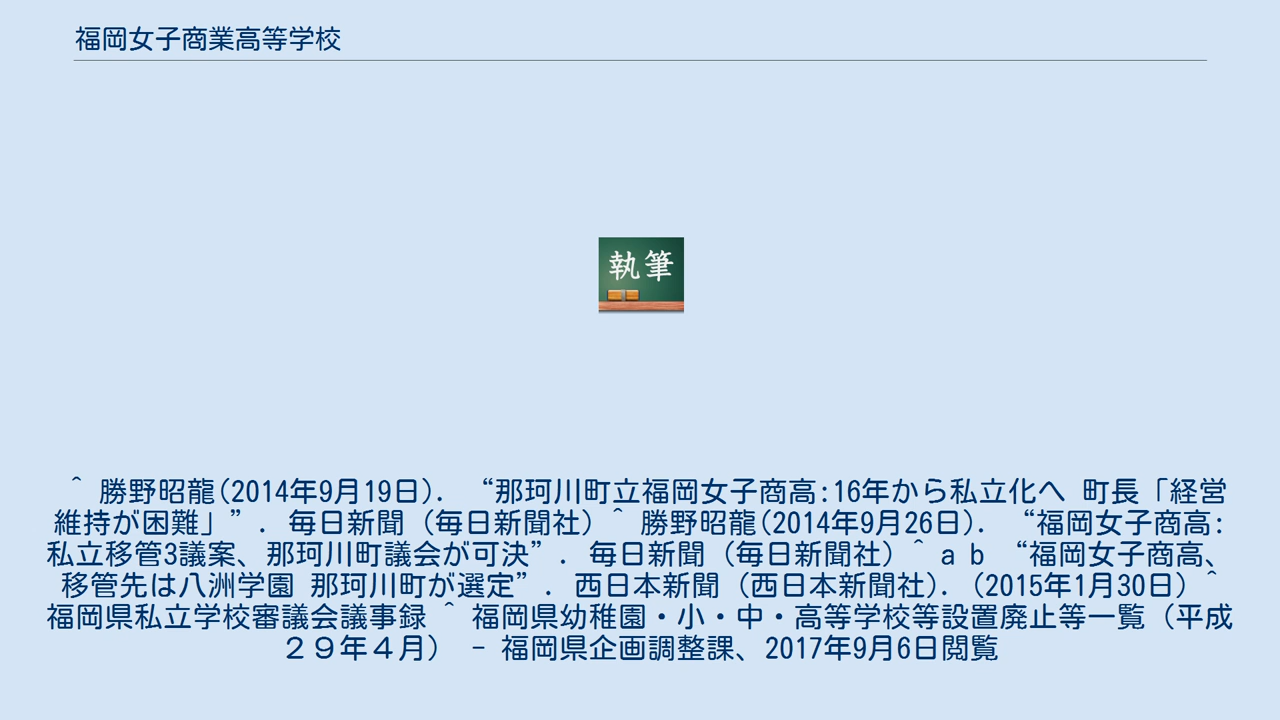 福岡女子商業高等学校
執筆
^ 勝野昭龍(2014年9月19日). “那珂川町立福岡女子商高:16年から私立化へ 町長「経営
維持が困難」”. 毎日新聞 (毎日新聞社) ^ 勝野昭龍(2014年9月26日). “福岡女子商高:
私立移管3議案、那珂川町議会が可決”. 毎日新聞 (毎日新聞社) ^ a b “福岡女子商高、
移管先は八洲学園 那珂川町が選定”. 西日本新聞 (西日本新聞社). (2015年1月30日) ^
福岡県私立学校審議会議事録 ^ 福岡県幼稚園・小・中・高等学校等設置廃止等一覧 (平成
２９年４月) - 福岡県企画調整課、2017年9月6日閲覧